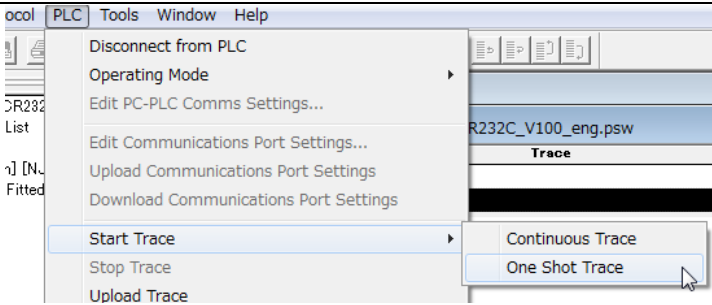 ocol PLC Tools Window Help
Disconnect from PLC
Operating Mode
Edit PC-PLC Comms Settings...
CR232
List
R232C_V100_eng.psw
Edit Communications Port Settings...
Trace
Upload Communications Port Settings
Fitted
Download Communications Port Settings
Start Trace
Continuous Trace
Stop Trace
One Shot Trace
Upload Trace